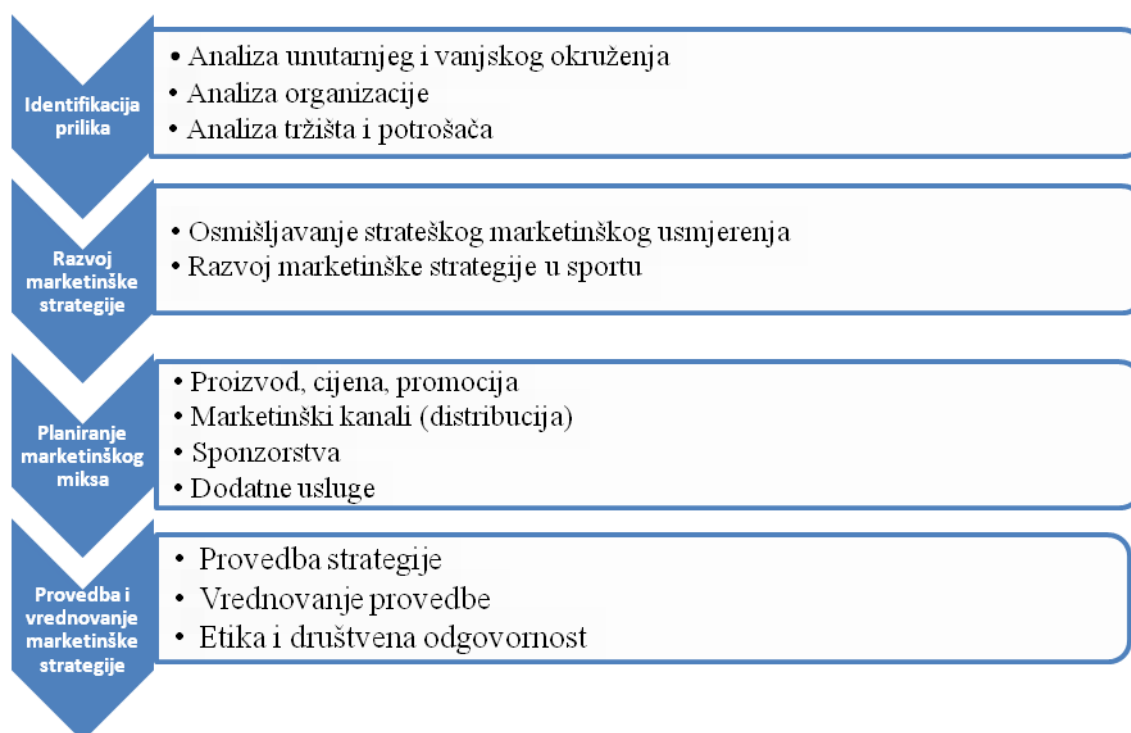 Identifikacija
prilika
• Analiza unutarnjeg i vanjskog okruženja
• Analiza organizacije
• Analiza tržišta i potrošača
Razvoj
marketinške
strategije
• Osmišljavanje strateškog marketinškog usmjerenja
• Razvoj marketinške strategije u sportu
Planiranje
marketinškog
miksa
• Proizvod, cijena, promocija
• Marketinški kanali (distribucija)
• Sponzorstva
• Dodatne usluge
Provedba i
vrednovanje
marketinške
strategije
• Provedba strategije
• Vrednovanje provedbe
• Etika i društvena odgovornost